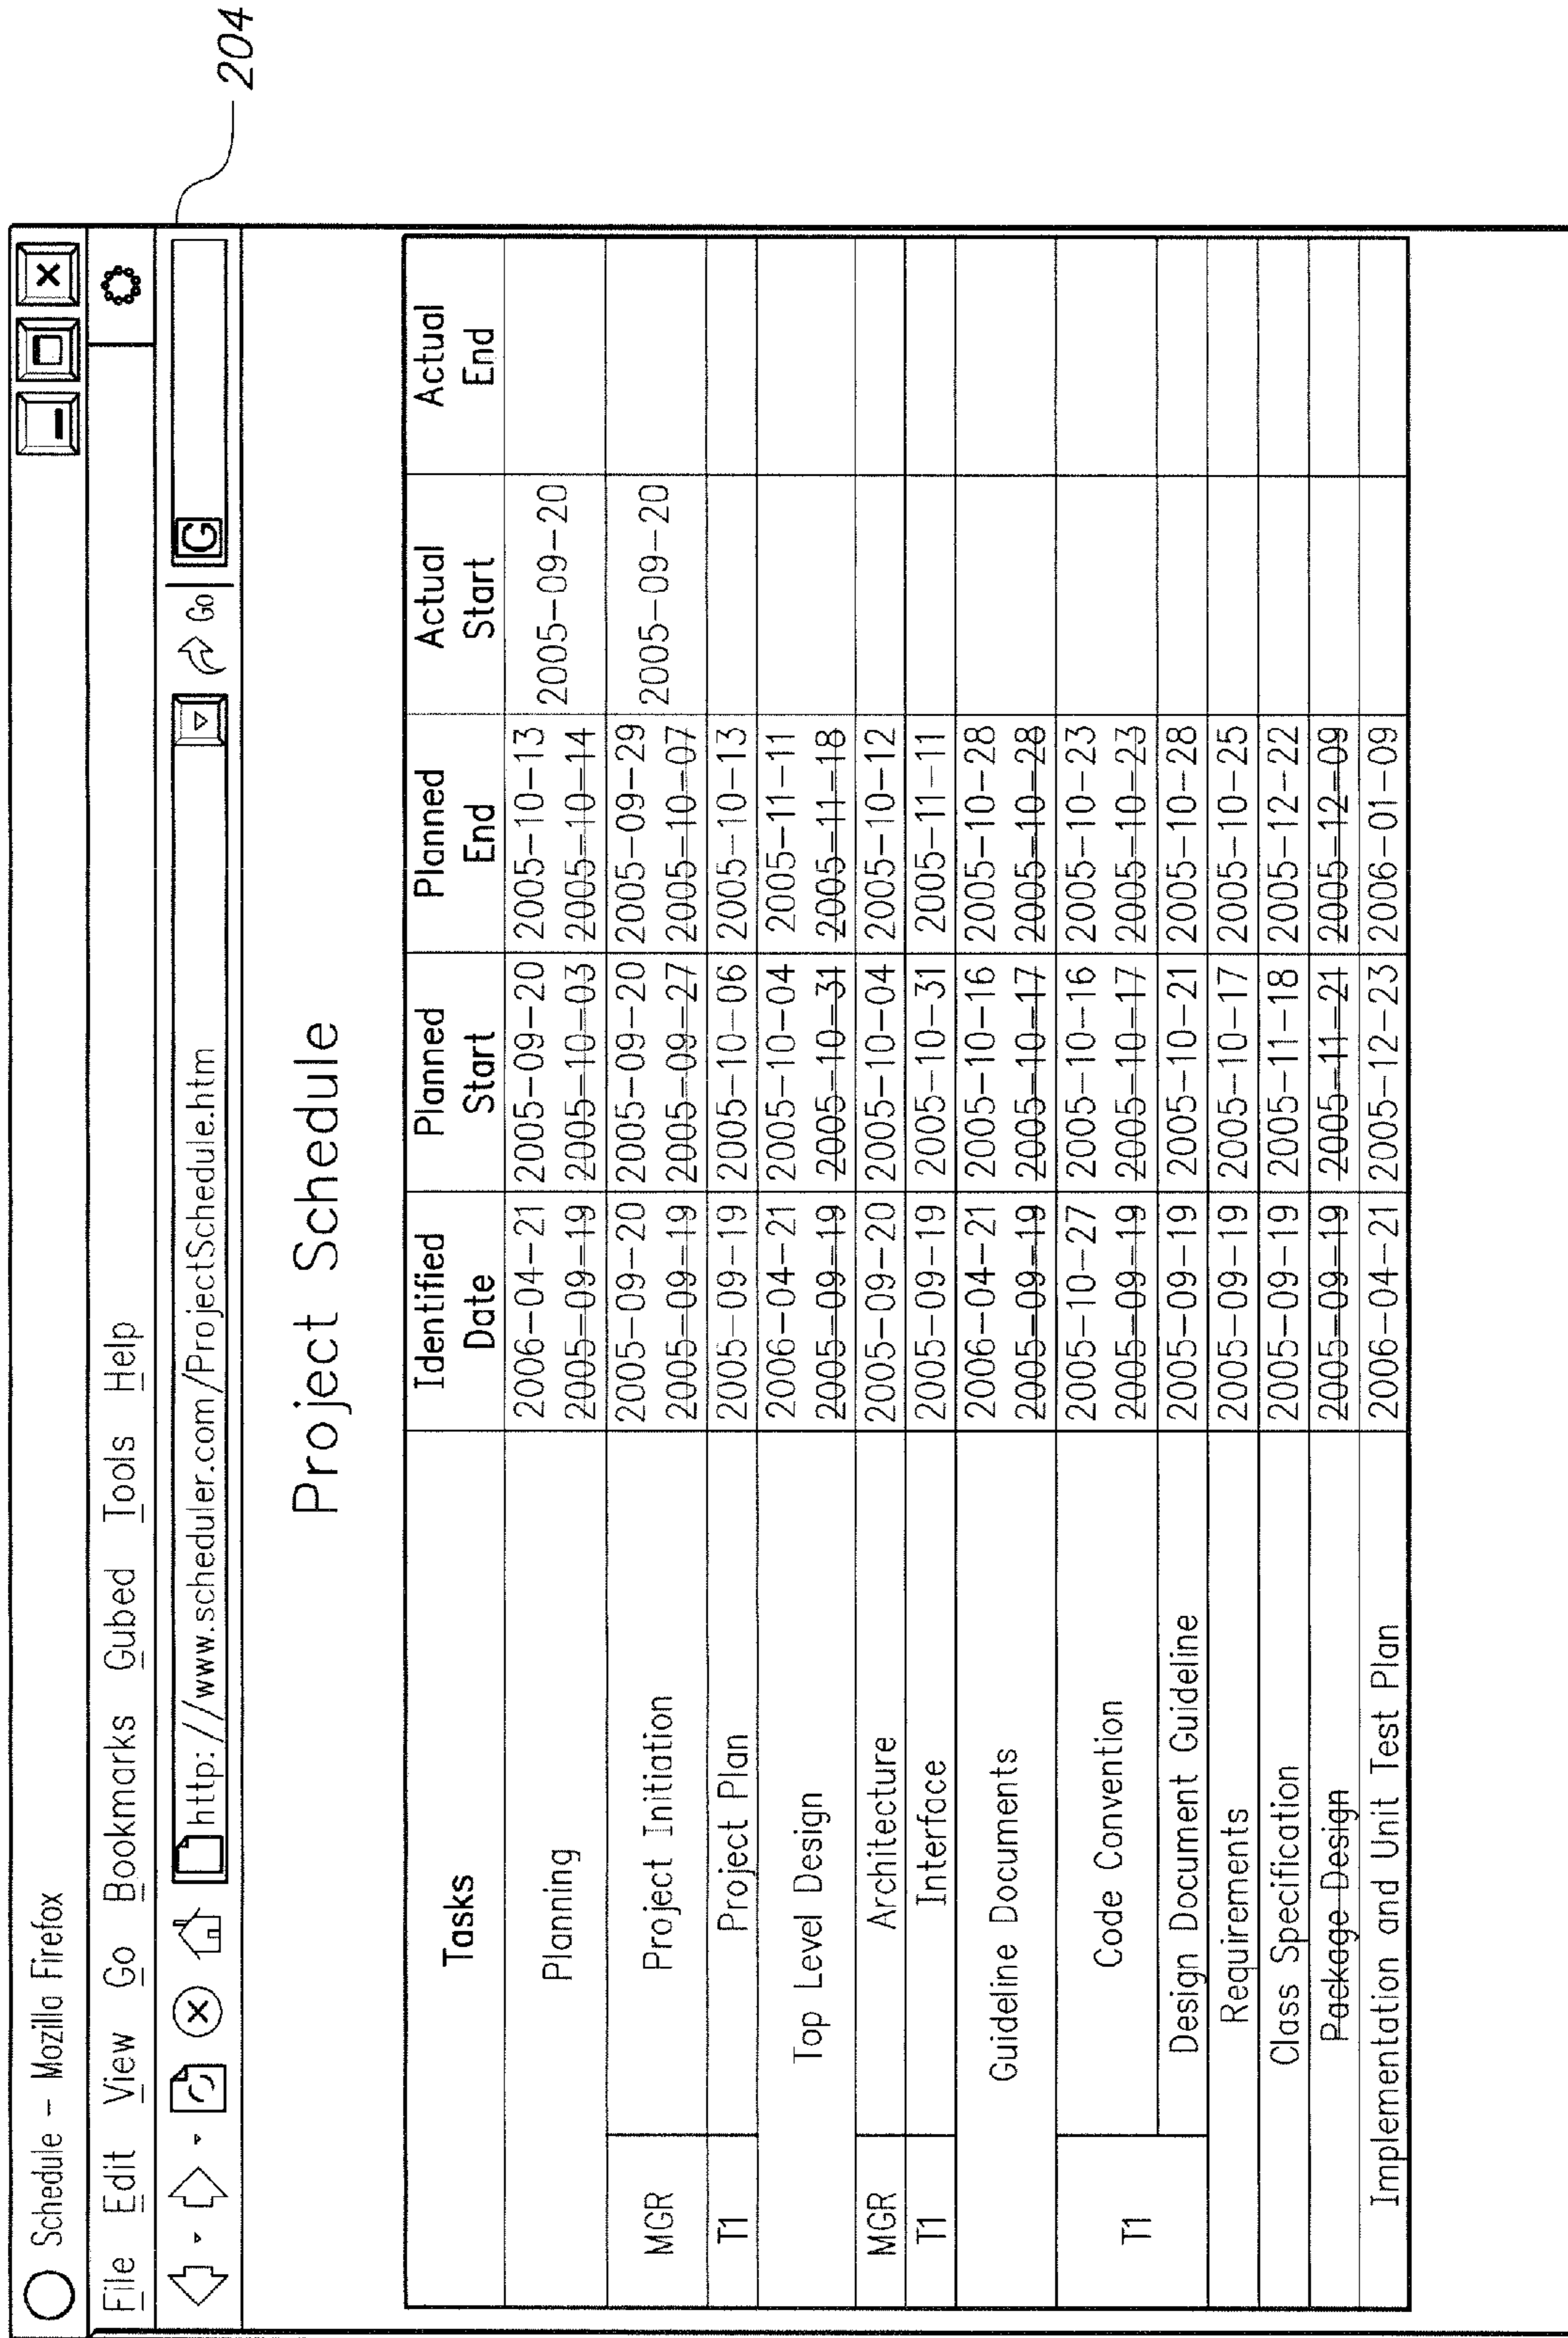 204
Schedule – Mozilla Firefox
File Edit View Go Bookmarks Gubed Tools Help
http://www.scheduler.com/ProjectSchedule.htm Go G
Project Schedule
Tasks Identified Date Planned Start Planned End Actual Start Actual End
Planning 2006-04-21 2005-09-20 2005-10-13 2005-09-20
2005-09-19 2005-10-03 2005-10-14
MGR Project Initiation 2005-09-20 2005-09-20 2005-09-29 2005-09-20
2005-09-19 2005-09-27 2005-10-07
T1 Project Plan 2005-09-19 2005-10-06 2005-10-13
Top Level Design 2006-04-21 2005-10-04 2005-11-11
2005-09-19 2005-10-31 2005-11-18
MGR Architecture 2005-09-20 2005-10-04 2005-10-12
T1 Interface 2005-09-19 2005-10-31 2005-11-11
Guideline Documents 2006-04-21 2005-10-16 2005-10-28
2005-09-19 2005-10-17 2005-10-28
T1 Code Convention 2005-10-27 2005-10-16 2005-10-23
2005-09-19 2005-10-17 2005-10-23
Design Document Guideline 2005-09-19 2005-10-21 2005-10-28
Requirements 2005-09-19 2005-10-17 2005-10-25
Class Specification 2005-09-19 2005-11-18 2005-12-22
Package Design 2005-09-19 2005-11-21 2005-12-09
Implementation and Unit Test Plan 2006-04-21 2005-12-23 2006-01-09